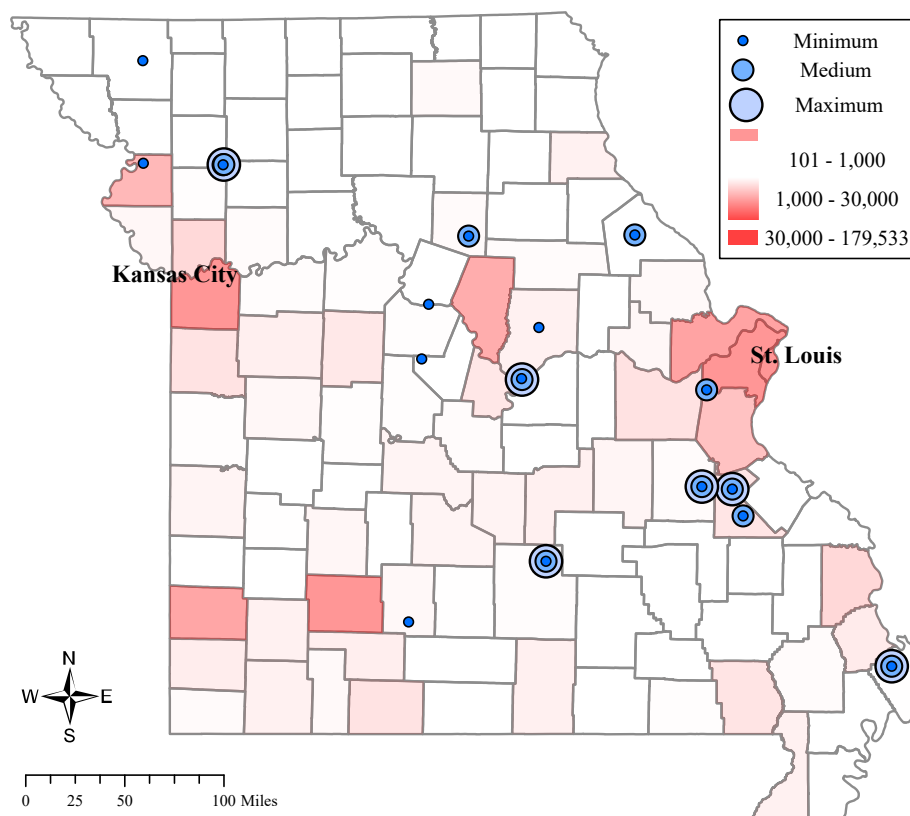 Minimum
Medium
Maximum
101 - 1,000
1,000 - 30,000
30,000 - 179,533
Kansas City
St. Louis
N
W E
S
0 25 50 100 Miles